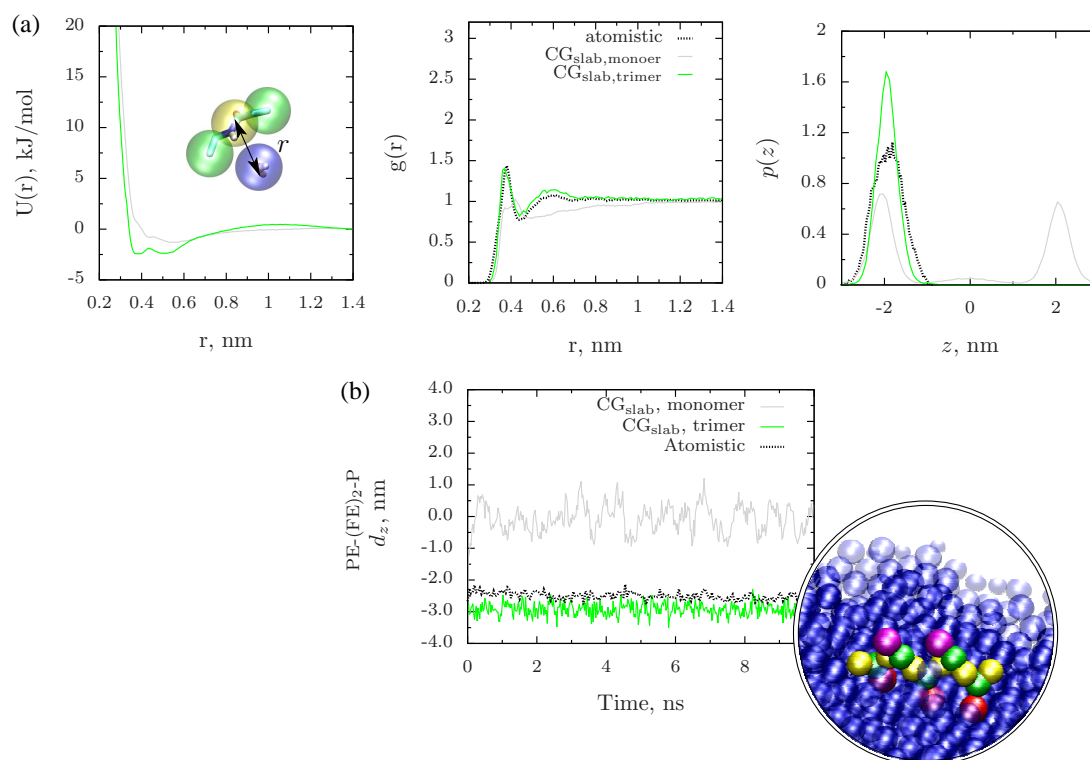 (a)
U(r), kJ/mol
20
15
10
5
0
-5
0.2 0.4 0.6 0.8 1 1.2 1.4
r, nm
r
g(r)
3
2.5
2
1.5
1
0.5
0
0.2 0.4 0.6 0.8 1 1.2 1.4
r, nm
atomistic
CGslab,monoer
CGslab,trimer
p(z)
2
1.6
1.2
0.8
0.4
0
-2 0 2
z, nm
(b)
PE-(FE)2-P
dz, nm
4.0
3.0
2.0
1.0
0.0
-1.0
-2.0
-3.0
-4.0
0 2 4 6 8
Time, ns
CGslab, monomer
CGslab, trimer
Atomistic